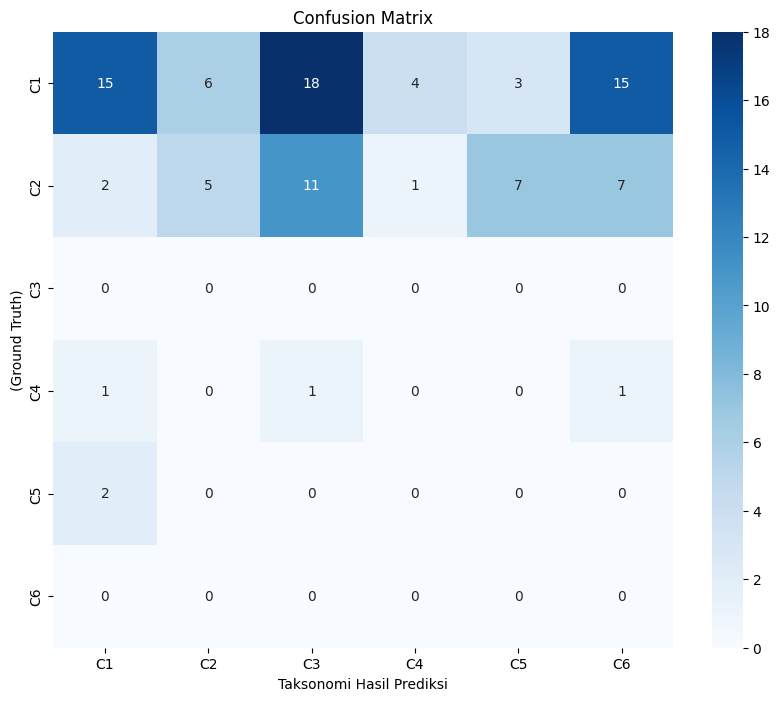 Confusion Matrix
C1 15 6 18 4 3 15
C2 2 5 11 1 7 7
C3 0 0 0 0 0 0
C4 1 0 1 0 0 1
C5 2 0 0 0 0 0
C6 0 0 0 0 0 0
C1 C2 C3 C4 C5 C6
Taksonomi Hasil Prediksi
(Ground Truth)
18
16
14
12
10
8
6
4
2
0